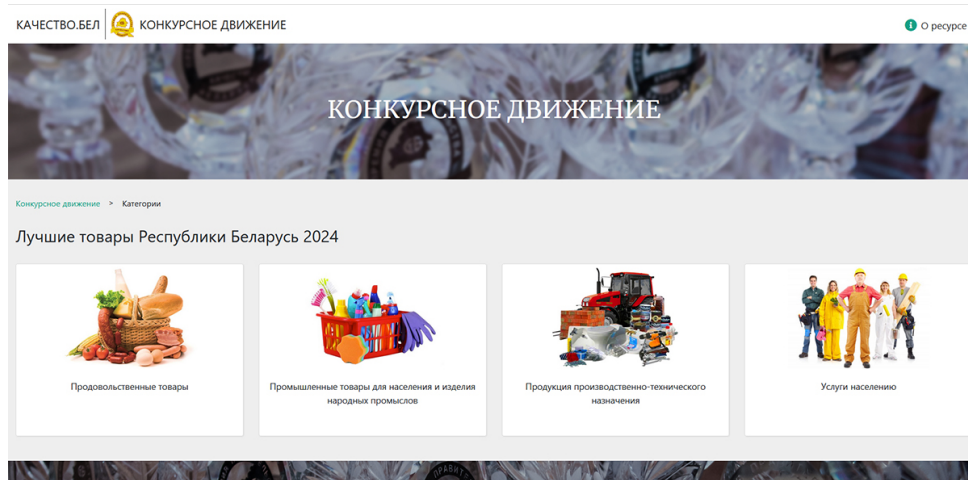 КАЧЕСТВО.БЕЛ КОНКУРСНОЕ ДВИЖЕНИЕ О ресурсе
КОНКУРСНОЕ ДВИЖЕНИЕ
Конкурсное движение > Категории
Лучшие товары Республики Беларусь 2024
Продовольственные товары
Промышленные товары для населения и изделия
народных промыслов
Продукция производственно-технического
назначения
Услуги населению